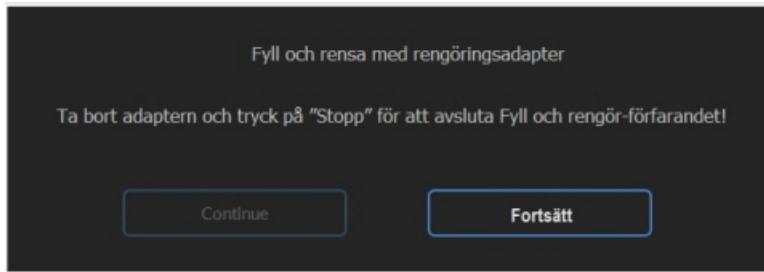 Fyll och rensa med rengöringsadapter
Ta bort adaptern och tryck på ”Stopp” för att avsluta Fyll och rengör-förfarandet!
Continue
Fortsätt